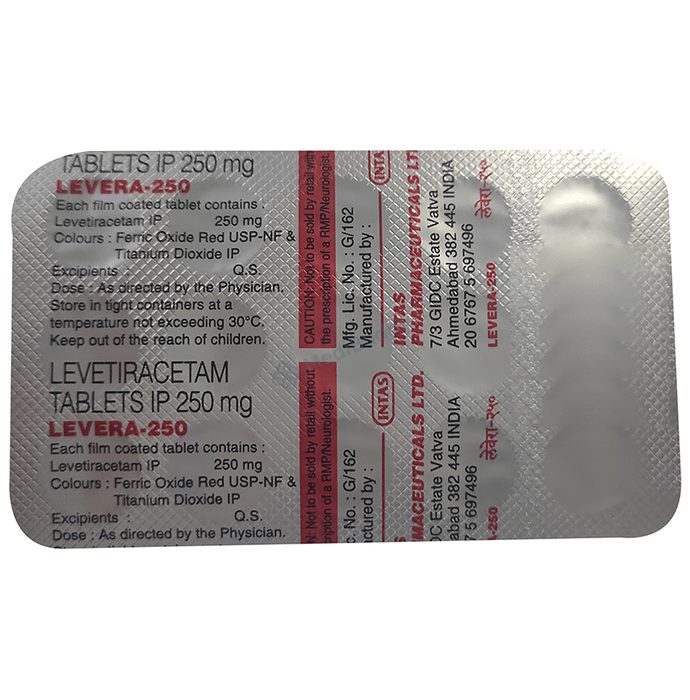 TABLETS IP 250 mg
LEVERA-250
Each film coated tablet contains :
Levetiracetam IP 250 mg
Colours : Ferric Oxide Red USP-NF &
Titanium Dioxide IP
Excipients : Q.S.
Dose : As directed by the Physician.
Store in tight containers at a
temperature not exceeding 30°C.
Keep out of the reach of children.
LEVETIRACETAM
TABLETS IP 250 mg
LEVERA-250
Each film coated tablet contains :
Levetiracetam IP 250 mg
Colours : Ferric Oxide Red USP-NF &
Titanium Dioxide IP
Excipients : Q.S.
Dose : As directed by the Physician.
CAUTION: Not to be sold by retail with
the prescription of a RMP/Neurologist.
Mfg. Lic. No. : G/162
Manufactured by :
INTAS
INTAS
PHARMACEUTICALS LT
7/3 GIDC Estate Vatva
Ahmedabad 382 445 INDIA
20 6767 5 697496
LEVERA-250
लेवेरा-२५०
N: Not to be sold by retail without
cription of a RMP/Neurologist.
c. No. : G/162
actured by :
INTAS
AS
MACEUTICALS LTD.
DC Estate Vatva
abad 382 445 INDIA
7 5 697496
-250
लेवेरा-२५०